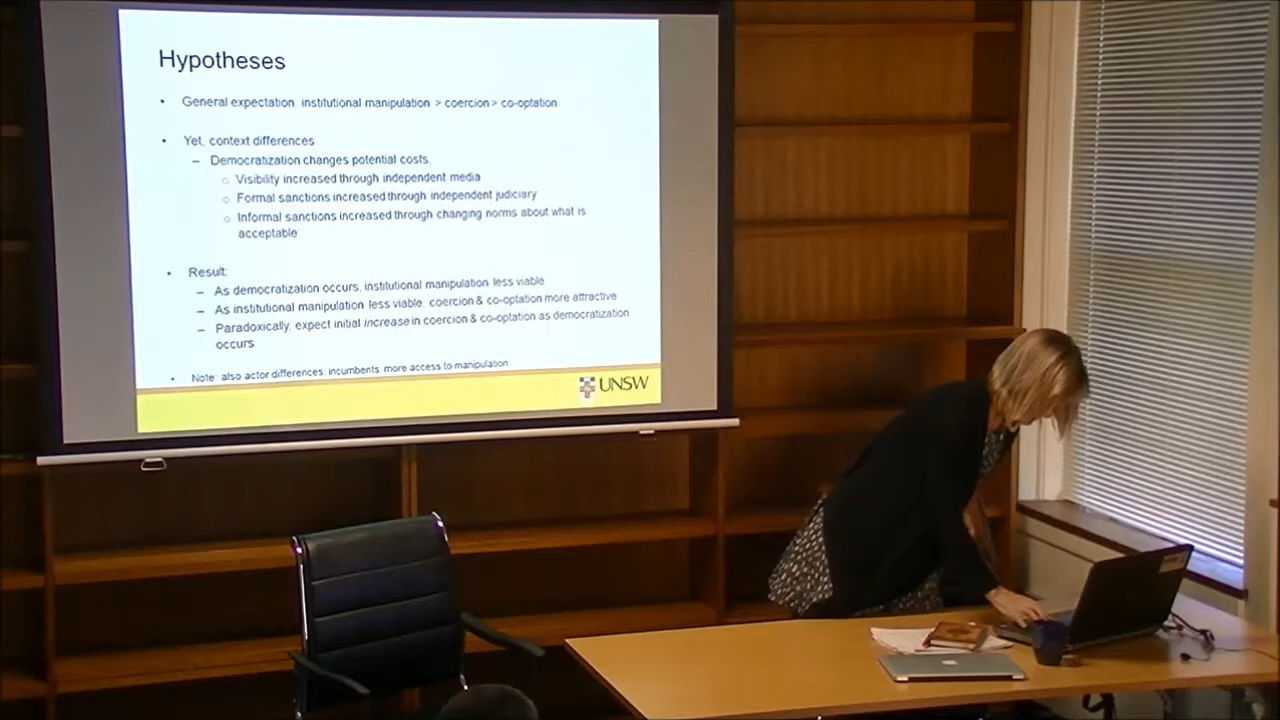 Hypotheses
• General expectation: institutional manipulation > coercion > co-optation
• Yet, context differences
– Democratization changes potential costs.
○ Visibility increased through independent media
○ Formal sanctions increased through independent judiciary
○ Informal sanctions increased through changing norms about what is
acceptable
• Result:
– As democratization occurs, institutional manipulation less viable
– As institutional manipulation less viable, coercion & co-optation more attractive
– Paradoxically, expect initial increase in coercion & co-optation as democratization
occurs
• Note: also actor differences; incumbents more access to manipulation
UNSW